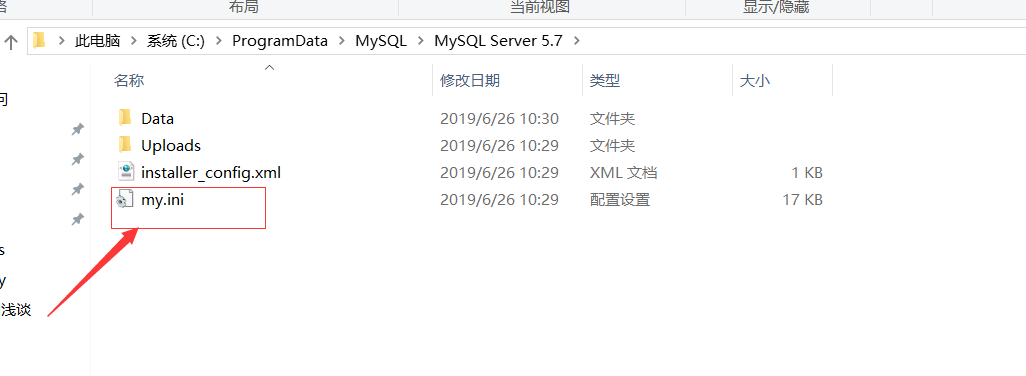 布局 当前视图 显示/隐藏
此电脑 系统 (C:) ProgramData MySQL MySQL Server 5.7
名称 修改日期 类型 大小
Data 2019/6/26 10:30 文件夹
Uploads 2019/6/26 10:29 文件夹
installer_config.xml 2019/6/26 10:29 XML 文档 1 KB
my.ini 2019/6/26 10:29 配置设置 17 KB
s
y
浅谈